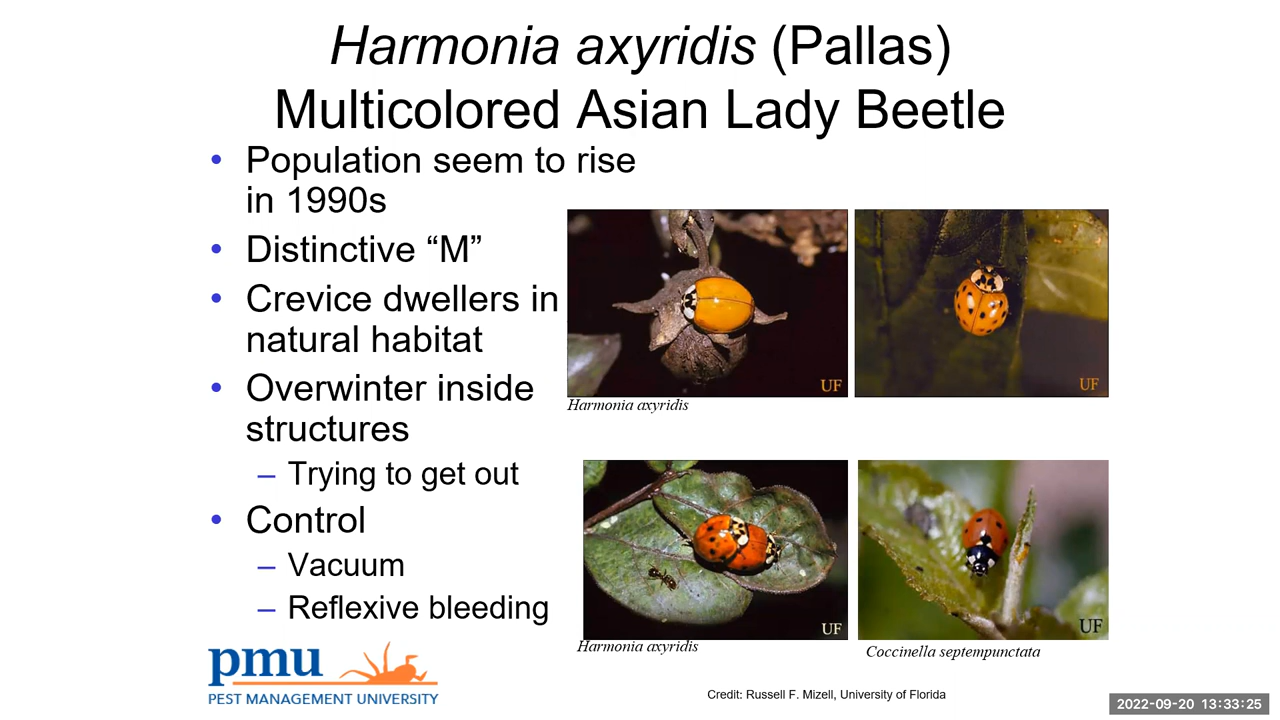 Harmonia axyridis (Pallas)
Multicolored Asian Lady Beetle
• Population seem to rise
in 1990s
• Distinctive “M”
• Crevice dwellers in
natural habitat
• Overwinter inside
structures
– Trying to get out
• Control
– Vacuum
– Reflexive bleeding
UF
UF
Harmonia axyridis
UF
UF
Harmonia axyridis
Coccinella septempunctata
pmu
PEST MANAGEMENT UNIVERSITY
Credit: Russell F. Mizell, University of Florida
2022-09-20 13:33:25